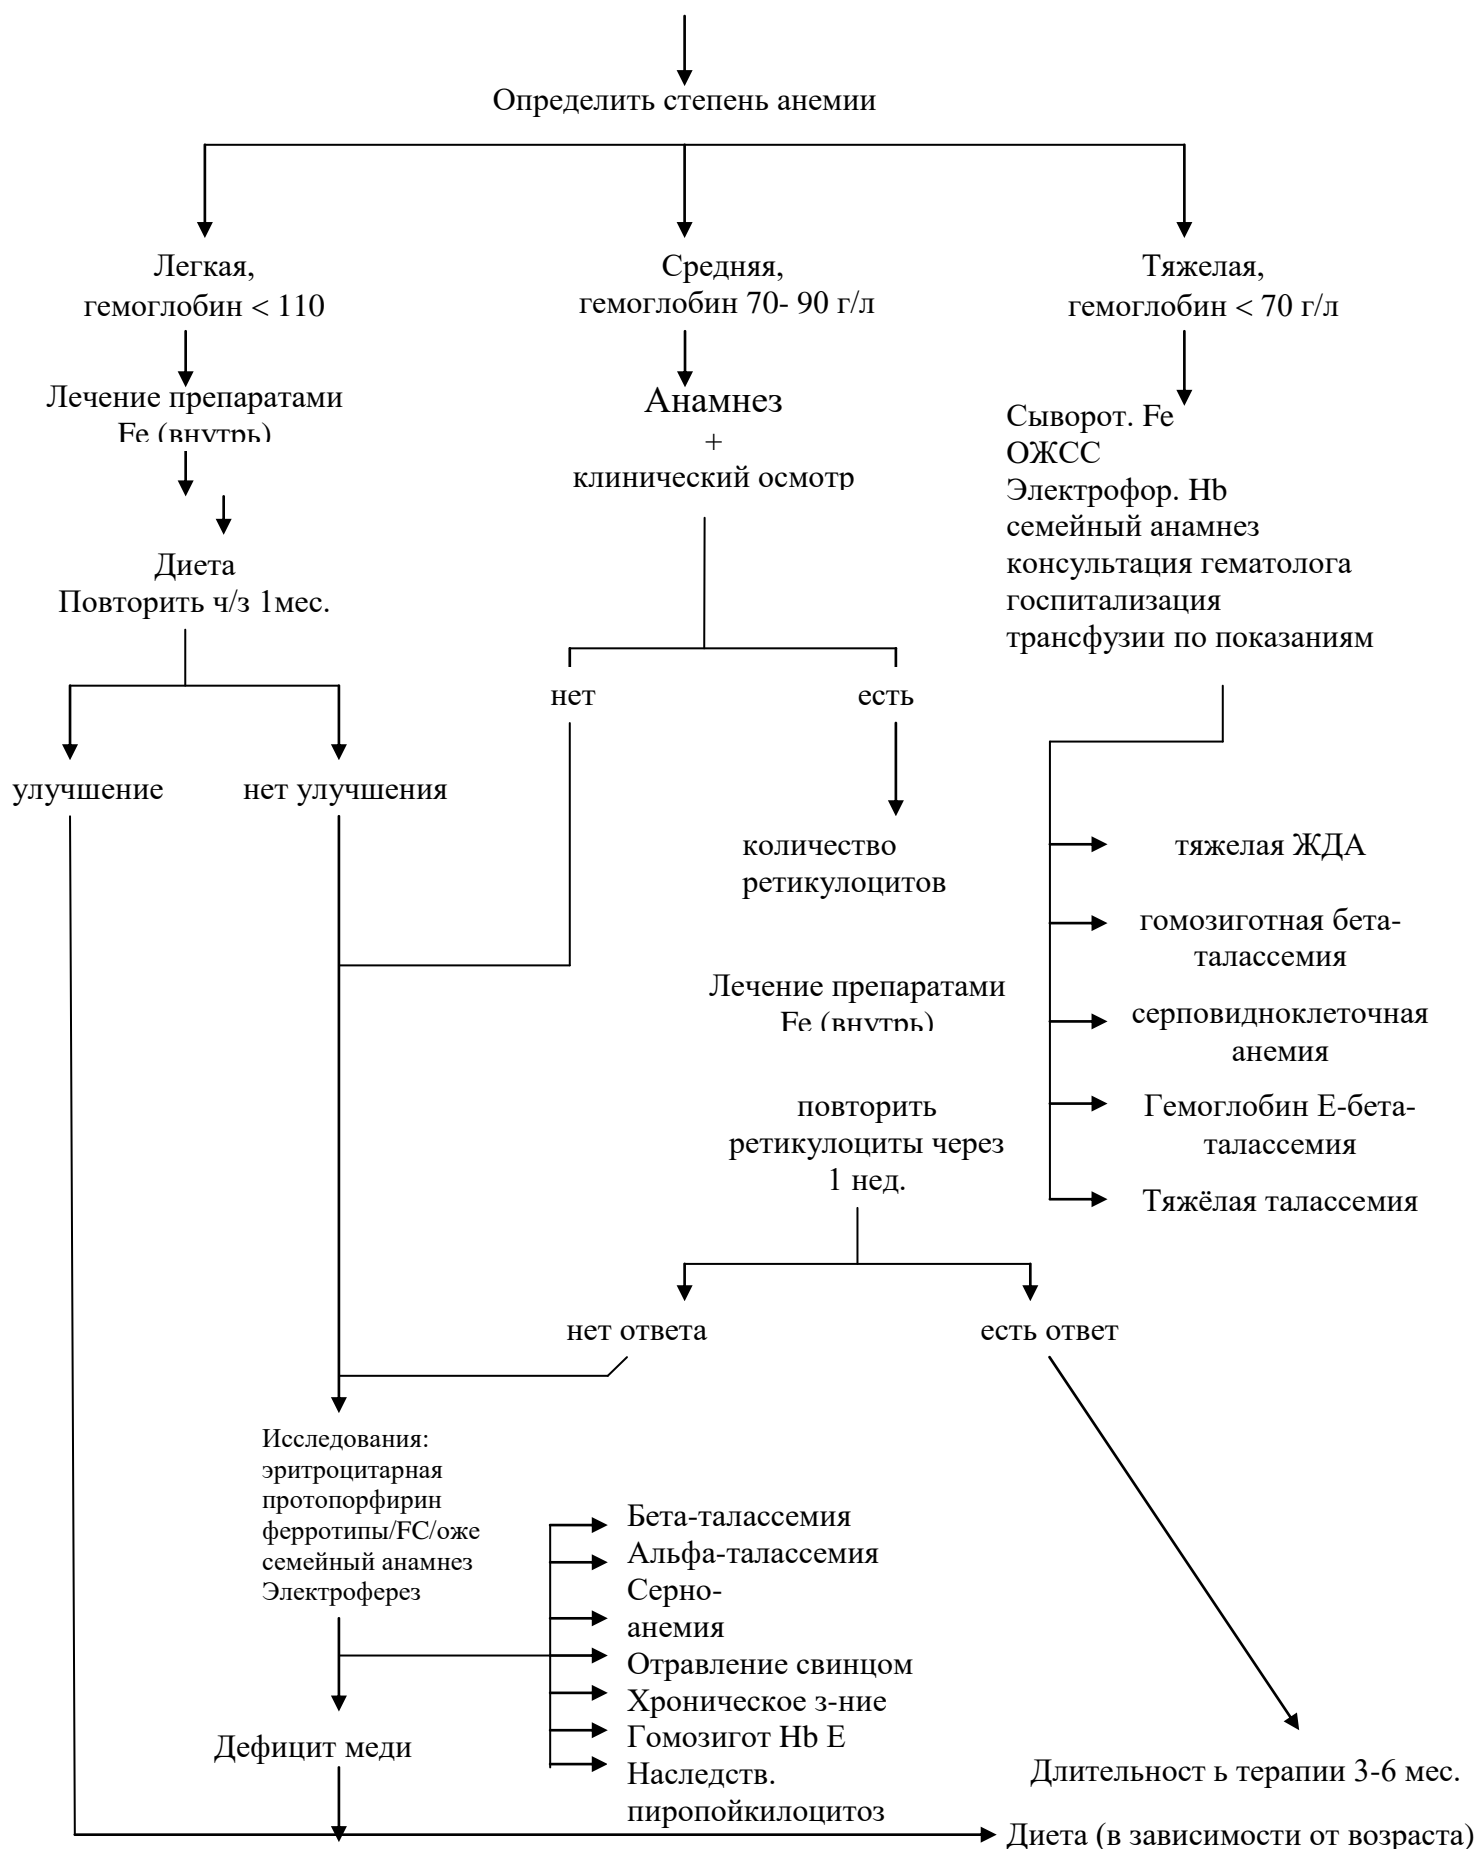 Определить степень анемии
Легкая,
гемоглобин < 110
Средняя,
гемоглобин 70- 90 г/л
Тяжелая,
гемоглобин < 70 г/л
Лечение препаратами
Fe (внутрь)
Диета
Повторить ч/з 1мес.
Анамнез
+
клинический осмотр
Сыворот. Fe
ОЖСС
Электрофор. Hb
семейный анамнез
консультация гематолога
госпитализация
трансфузии по показаниям
нет
есть
улучшение
нет улучшения
количество
ретикулоцитов
Лечение препаратами
Fe (внутрь)
повторить
ретикулоциты через
1 нед.
тяжелая ЖДА
гомозиготная бета-
талассемия
серповидноклеточная
анемия
Гемоглобин Е-бета-
талассемия
Тяжёлая талассемия
нет ответа
есть ответ
Исследования:
эритроцитарная
протопорфирин
ферротипы/FC/оже
семейный анамнез
Электроферез
Бета-талассемия
Альфа-талассемия
Серно-
анемия
Отравление свинцом
Хроническое з-ние
Гомозигот Hb E
Наследств.
пиропойкилоцитоз
Дефицит меди
Длительност ь терапии 3-6 мес.
Диета (в зависимости от возраста)